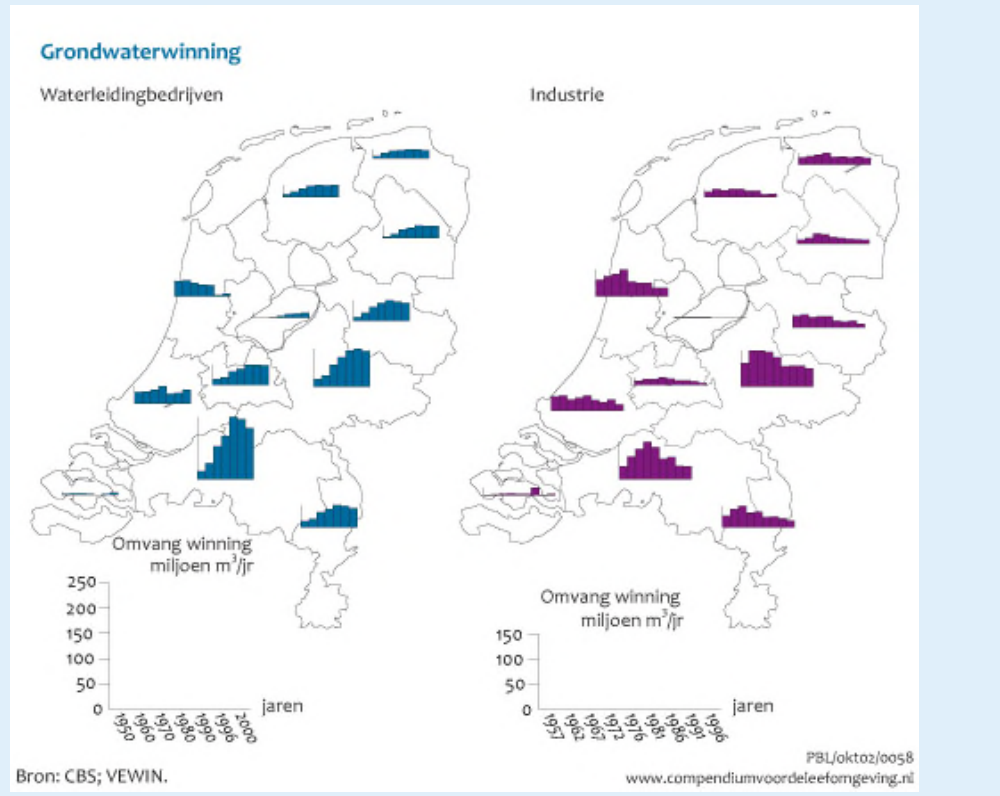 Grondwaterwinning
Waterleidingbedrijven
Industrie
Omvang winning
miljoen m³/jr
250
200
150
100
50
0
1950
1960
1970
1980
1990
1996
2000
jaren
Omvang winning
miljoen m³/jr
150
100
50
0
1957
1962
1967
1972
1976
1981
1986
1991
1996
jaren
PBL/okt02/0058
Bron: CBS; VEWIN.
www.compendiumvoordeleefomgeving.nl